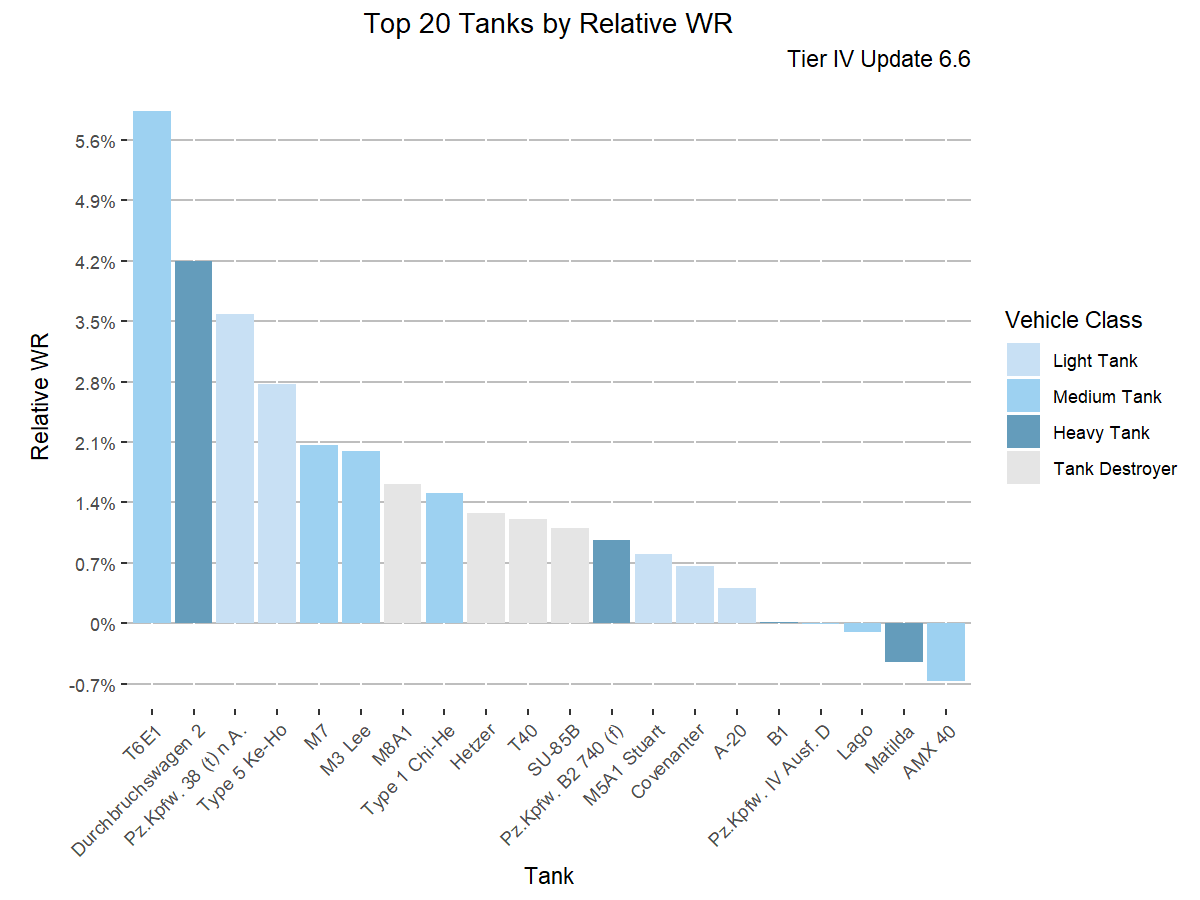 Top 20 Tanks by Relative WR
Tier IV Update 6.6
5.6%
4.9%
4.2%
3.5%
2.8%
2.1%
1.4%
0.7%
0%
-0.7%
Relative WR
T6E1
Durchbruchswagen 2
Pz.Kpfw. 38 (t) n.A.
Type 5 Ke-Ho
M7
M3 Lee
M8A1
Type 1 Chi-He
Hetzer
T40
SU-85B
Pz.Kpfw. B2 740 (f)
M5A1 Stuart
Covenanter
A-20
B1
Pz.Kpfw. IV Ausf. D
Lago
Matilda
AMX 40
Tank
Vehicle Class
Light Tank
Medium Tank
Heavy Tank
Tank Destroyer